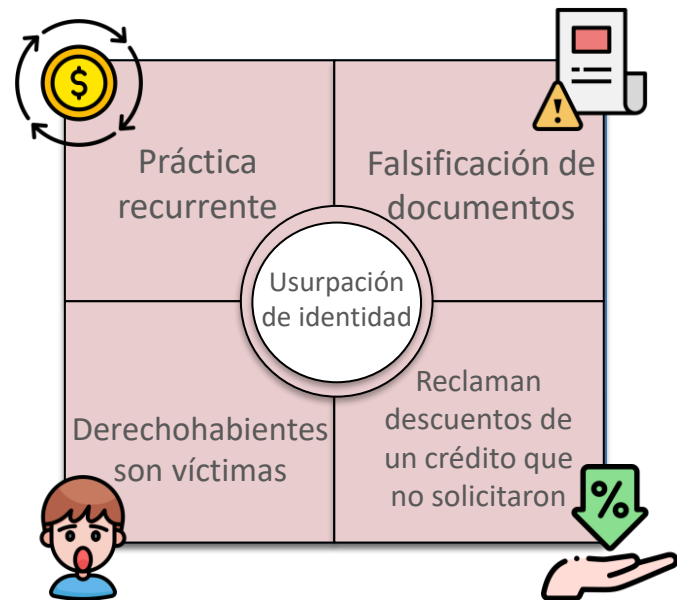 Práctica
recurrente
Falsificación de
documentos
Usurpación
de identidad
Derechohabientes
son víctimas
Reclaman
descuentos de
un crédito que
no solicitaron